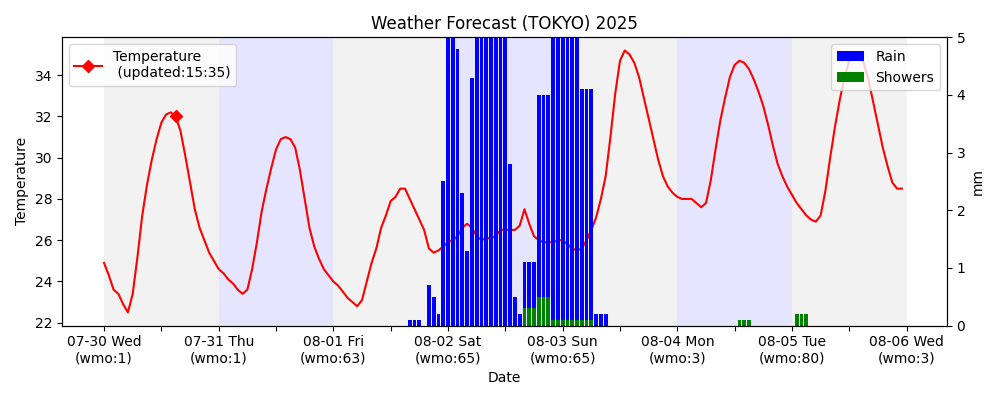 Weather Forecast (TOKYO) 2025
Temperature
(updated:15:35)
Rain
Showers
Temperature
34
32
30
28
26
24
22
5
4
3
2
1
0
mm
07-30 Wed
(wmo:1)
07-31 Thu
(wmo:1)
08-01 Fri
(wmo:63)
08-02 Sat
(wmo:65)
08-03 Sun
(wmo:65)
08-04 Mon
(wmo:3)
08-05 Tue
(wmo:80)
08-06 Wed
(wmo:3)
Date